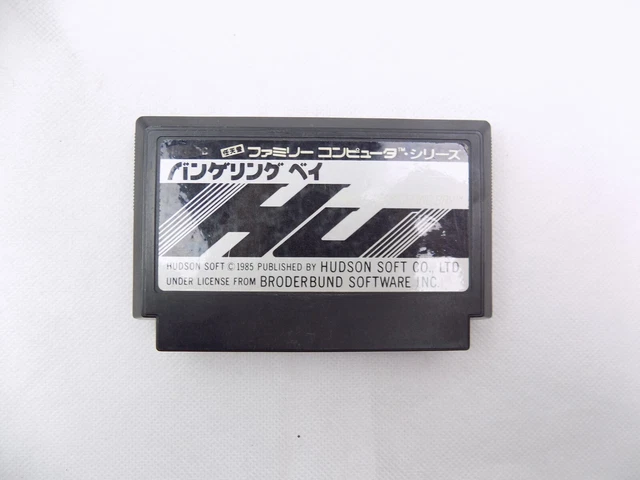 任天堂 ファミリー コンピュータ™・シリーズ
バンゲリング ベイ
HUDSON SOFT © 1985 PUBLISHED BY HUDSON SOFT CO., LTD.
UNDER LICENSE FROM BRODERBUND SOFTWARE INC.